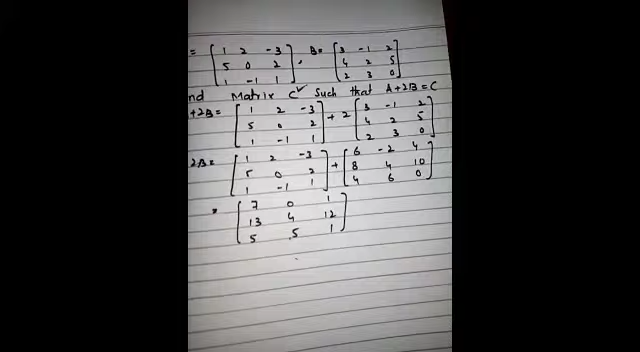 = [ 1 2 -3
5 0 2
1 -1 1 ] , B= [ 3 -1 2
4 2 5
2 3 0 ]
nd Matrix C such that A+2B=C
+2B= [ 1 2 -3
5 0 2
1 -1 1 ] + 2 [ 3 -1 2
4 2 5
2 3 0 ]
2B= [ 1 2 -3
5 0 2
1 -1 1 ] + [ 6 -2 4
8 4 10
4 6 0 ]
= [ 7 0 1
13 4 12
5 5 1 ]